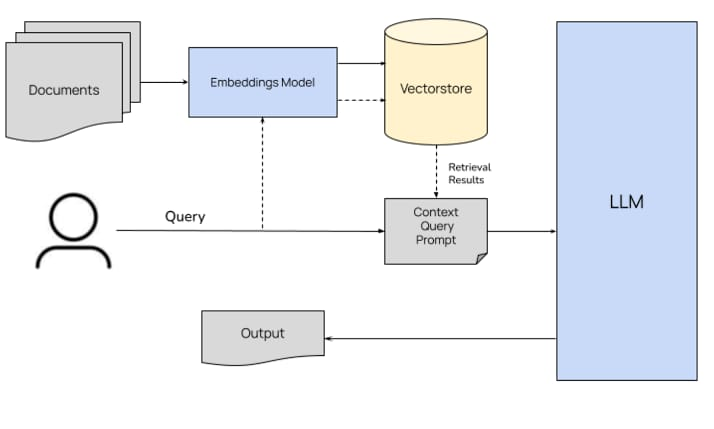 Documents
Embeddings Model
Vectorstore
Retrieval
Results
Query
Context
Query
Prompt
LLM
Output